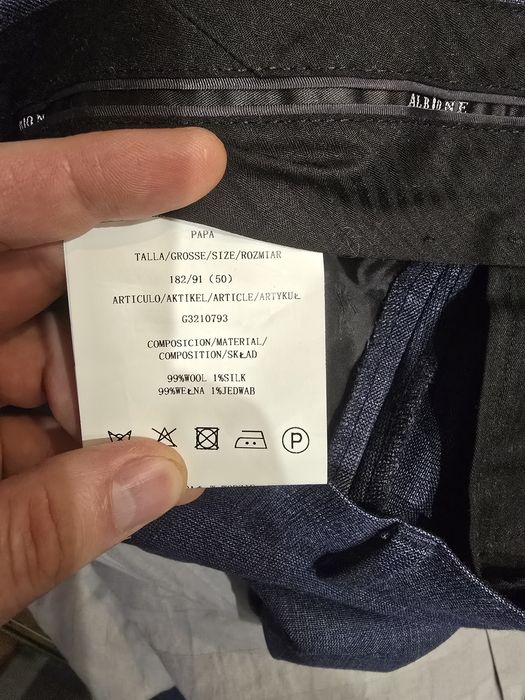 ALBIONE
PAPA
TALLA/GROSSE/SIZE/ROZMIAR
182/91 (50)
ARTICULO/AKTIKEL/ARTICLE/ARTYKUŁ
G3210793
COMPOSICION/MATERIAL/
COMPOSITION/SKŁAD
99%WOOL 1%SILK
99%WEŁNA 1%JEDWAB
P